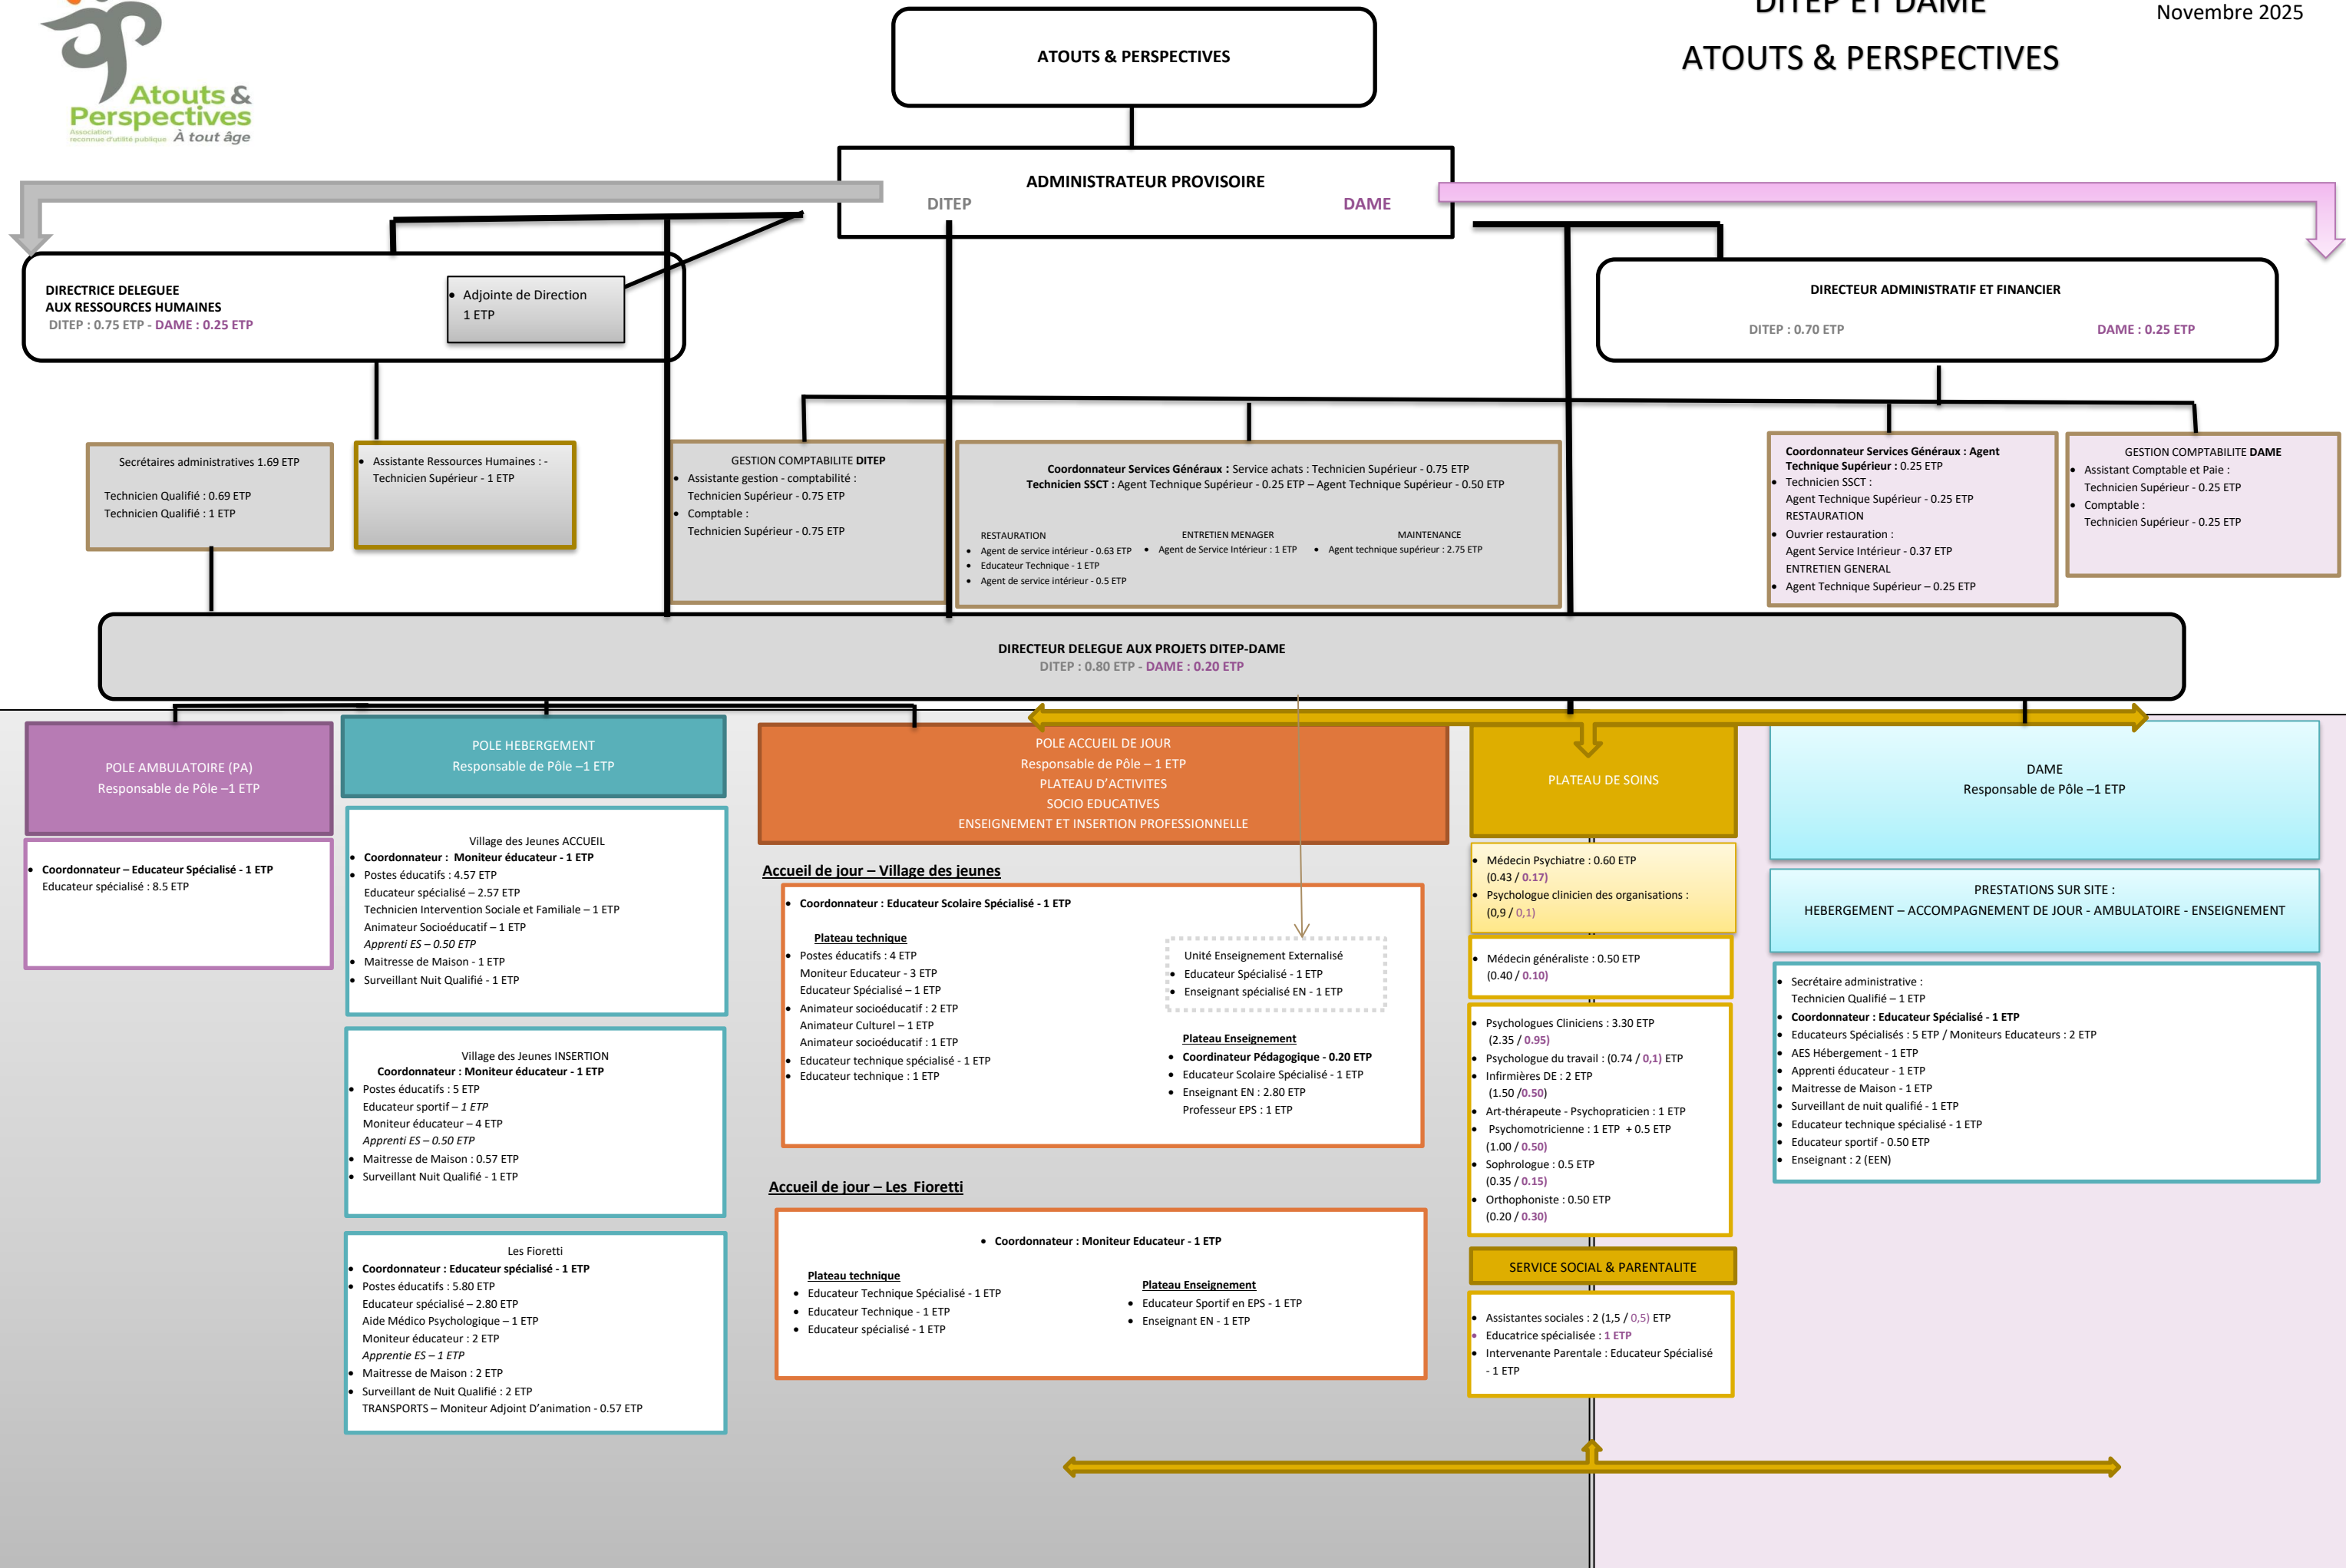 DITEP ET DAME
Novembre 2025
ATOUTS & PERSPECTIVES
Atouts &
Perspectives
Association
reconnue d'utilité publique À tout âge
ATOUTS & PERSPECTIVES
ADMINISTRATEUR PROVISOIRE
DITEP DAME
DIRECTRICE DELEGUEE
AUX RESSOURCES HUMAINES
DITEP : 0.75 ETP - DAME : 0.25 ETP
• Adjointe de Direction
1 ETP
DIRECTEUR ADMINISTRATIF ET FINANCIER
DITEP : 0.70 ETP DAME : 0.25 ETP
Secrétaires administratives 1.69 ETP
Technicien Qualifié : 0.69 ETP
Technicien Qualifié : 1 ETP
• Assistante Ressources Humaines : -
Technicien Supérieur - 1 ETP
GESTION COMPTABILITE DITEP
• Assistante gestion - comptabilité :
Technicien Supérieur - 0.75 ETP
• Comptable :
Technicien Supérieur - 0.75 ETP
Coordonnateur Services Généraux : Service achats : Technicien Supérieur - 0.75 ETP
Technicien SSCT : Agent Technique Supérieur - 0.25 ETP – Agent Technique Supérieur - 0.50 ETP
RESTAURATION
• Agent de service intérieur - 0.63 ETP
• Educateur Technique - 1 ETP
• Agent de service intérieur - 0.5 ETP
ENTRETIEN MENAGER
• Agent de Service Intérieur : 1 ETP
MAINTENANCE
• Agent technique supérieur : 2.75 ETP
Coordonnateur Services Généraux : Agent
Technique Supérieur : 0.25 ETP
• Technicien SSCT :
Agent Technique Supérieur - 0.25 ETP
RESTAURATION
• Ouvrier restauration :
Agent Service Intérieur - 0.37 ETP
ENTRETIEN GENERAL
• Agent Technique Supérieur – 0.25 ETP
GESTION COMPTABILITE DAME
• Assistant Comptable et Paie :
Technicien Supérieur - 0.25 ETP
• Comptable :
Technicien Supérieur - 0.25 ETP
DIRECTEUR DELEGUE AUX PROJETS DITEP-DAME
DITEP : 0.80 ETP - DAME : 0.20 ETP
POLE AMBULATOIRE (PA)
Responsable de Pôle –1 ETP
• Coordonnateur – Educateur Spécialisé - 1 ETP
Educateur spécialisé : 8.5 ETP
POLE HEBERGEMENT
Responsable de Pôle –1 ETP
Village des Jeunes ACCUEIL
• Coordonnateur : Moniteur éducateur - 1 ETP
• Postes éducatifs : 4.57 ETP
Educateur spécialisé – 2.57 ETP
Technicien Intervention Sociale et Familiale – 1 ETP
Animateur Socioéducatif – 1 ETP
Apprenti ES – 0.50 ETP
• Maitresse de Maison - 1 ETP
• Surveillant Nuit Qualifié - 1 ETP
Village des Jeunes INSERTION
Coordonnateur : Moniteur éducateur - 1 ETP
• Postes éducatifs : 5 ETP
Educateur sportif – 1 ETP
Moniteur éducateur – 4 ETP
Apprenti ES – 0.50 ETP
• Maitresse de Maison : 0.57 ETP
• Surveillant Nuit Qualifié - 1 ETP
Les Fioretti
• Coordonnateur : Educateur spécialisé - 1 ETP
• Postes éducatifs : 5.80 ETP
Educateur spécialisé – 2.80 ETP
Aide Médico Psychologique – 1 ETP
Moniteur éducateur : 2 ETP
Apprentie ES – 1 ETP
• Maitresse de Maison : 2 ETP
• Surveillant de Nuit Qualifié : 2 ETP
TRANSPORTS – Moniteur Adjoint D'animation - 0.57 ETP
POLE ACCUEIL DE JOUR
Responsable de Pôle – 1 ETP
PLATEAU D'ACTIVITES
SOCIO EDUCATIVES
ENSEIGNEMENT ET INSERTION PROFESSIONNELLE
Accueil de jour – Village des jeunes
• Coordonnateur : Educateur Scolaire Spécialisé - 1 ETP
Plateau technique
• Postes éducatifs : 4 ETP
Moniteur Educateur - 3 ETP
Educateur Spécialisé – 1 ETP
• Animateur socioéducatif : 2 ETP
Animateur Culturel – 1 ETP
Animateur socioéducatif : 1 ETP
• Educateur technique spécialisé - 1 ETP
• Educateur technique : 1 ETP
Unité Enseignement Externalisé
• Educateur Spécialisé - 1 ETP
• Enseignant spécialisé EN - 1 ETP
Plateau Enseignement
• Coordinateur Pédagogique - 0.20 ETP
• Educateur Scolaire Spécialisé - 1 ETP
• Enseignant EN : 2.80 ETP
Professeur EPS : 1 ETP
Accueil de jour – Les Fioretti
• Coordonnateur : Moniteur Educateur - 1 ETP
Plateau technique
• Educateur Technique Spécialisé - 1 ETP
• Educateur Technique - 1 ETP
• Educateur spécialisé - 1 ETP
Plateau Enseignement
• Educateur Sportif en EPS - 1 ETP
• Enseignant EN - 1 ETP
PLATEAU DE SOINS
• Médecin Psychiatre : 0.60 ETP
(0.43 / 0.17)
• Psychologue clinicien des organisations :
(0,9 / 0,1)
• Médecin généraliste : 0.50 ETP
(0.40 / 0.10)
• Psychologues Cliniciens : 3.30 ETP
(2.35 / 0.95)
• Psychologue du travail : (0.74 / 0,1) ETP
• Infirmières DE : 2 ETP
(1.50 /0.50)
• Art-thérapeute - Psychopraticien : 1 ETP
• Psychomotricienne : 1 ETP + 0.5 ETP
(1.00 / 0.50)
• Sophrologue : 0.5 ETP
(0.35 / 0.15)
• Orthophoniste : 0.50 ETP
(0.20 / 0.30)
SERVICE SOCIAL & PARENTALITE
• Assistantes sociales : 2 (1,5 / 0,5) ETP
• Educatrice spécialisée : 1 ETP
• Intervenante Parentale : Educateur Spécialisé
- 1 ETP
DAME
Responsable de Pôle –1 ETP
PRESTATIONS SUR SITE :
HEBERGEMENT – ACCOMPAGNEMENT DE JOUR - AMBULATOIRE - ENSEIGNEMENT
• Secrétaire administrative :
Technicien Qualifié – 1 ETP
• Coordonnateur : Educateur Spécialisé - 1 ETP
• Educateurs Spécialisés : 5 ETP / Moniteurs Educateurs : 2 ETP
• AES Hébergement - 1 ETP
• Apprenti éducateur - 1 ETP
• Maitresse de Maison - 1 ETP
• Surveillant de nuit qualifié - 1 ETP
• Educateur technique spécialisé - 1 ETP
• Educateur sportif - 0.50 ETP
• Enseignant : 2 (EEN)